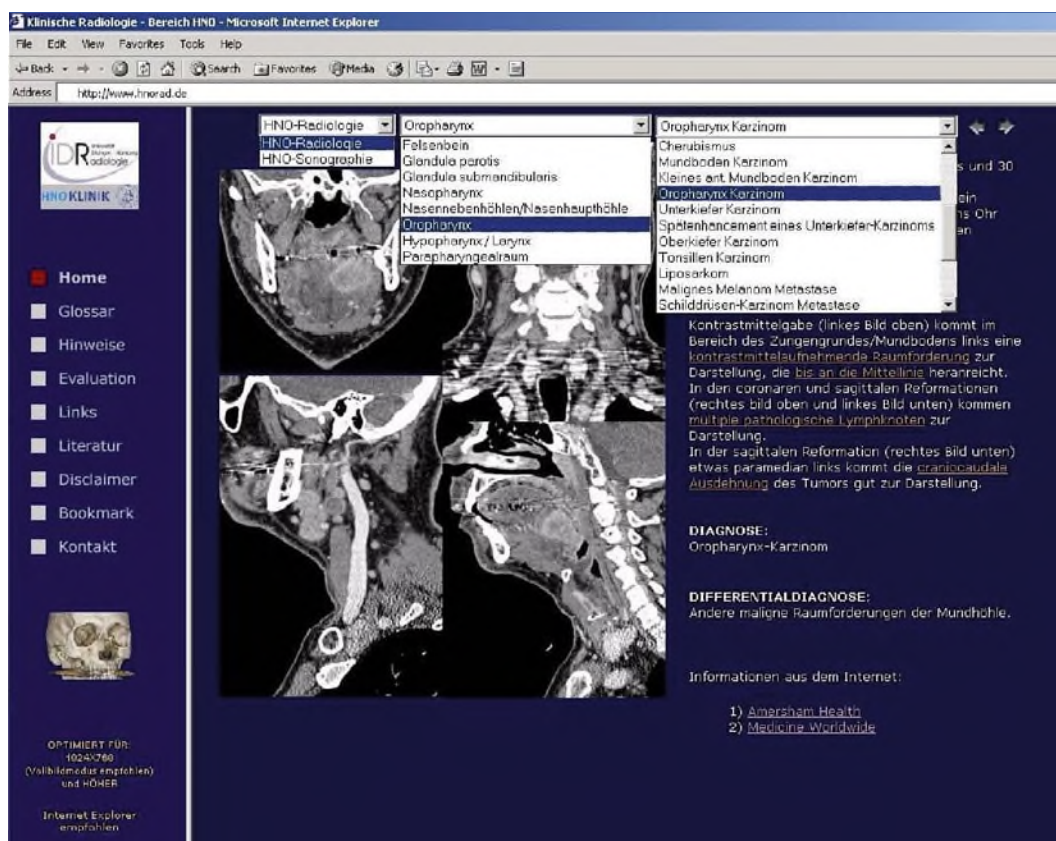 Klinische Radiologie - Bereich HNO - Microsoft Internet Explorer
File Edit View Favorites Tools Help
Back Search Favorites Media
Address http://www.hnorad.de
iDR
Radiologie
HNOKLINIK
Home
Glossar
Hinweise
Evaluation
Links
Literatur
Disclaimer
Bookmark
Kontakt
OPTIMIERT FÜR:
1024X768
(Vollbildmodus empfohlen)
und HÖHER
Internet Explorer
empfohlen
HNO-Radiologie
HNO-Radiologie
HNO-Sonographie
Oropharynx
Felsenbein
Glandula parotis
Glandula submandibularis
Nasopharynx
Nasennebenhöhlen/Nasenhaupthöhle
Oropharynx
Hypopharynx / Larynx
Parapharyngealraum
Oropharynx Karzinom
Cherubismus
Mundboden Karzinom
Kleines ant. Mundboden Karzinom
Oropharynx Karzinom
Unterkiefer Karzinom
Spätenhancement eines Unterkiefer-Karzinoms
Oberkiefer Karzinom
Tonsillen Karzinom
Liposarkom
Malignes Melanom Metastase
Schilddrüsen-Karzinom Metastase
s und 30
ein
ns Ohr
en
Kontrastmittelgabe (linkes Bild oben) kommt im
Bereich des Zungengrundes/Mundbodens links eine
kontrastmittelaufnehmende Raumforderung zur
Darstellung, die bis an die Mittellinie heranreicht.
In den coronaren und sagittalen Reformationen
(rechtes bild oben und linkes Bild unten) kommen
multiple pathologische Lymphknoten zur
Darstellung.
In der sagittalen Reformation (rechtes Bild unten)
etwas paramedian links kommt die craniocaudale
Ausdehnung des Tumors gut zur Darstellung.
DIAGNOSE:
Oropharynx-Karzinom
DIFFERENTIALDIAGNOSE:
Andere maligne Raumforderungen der Mundhöhle.
Informationen aus dem Internet:
1) Amersham Health
2) Medicine Worldwide